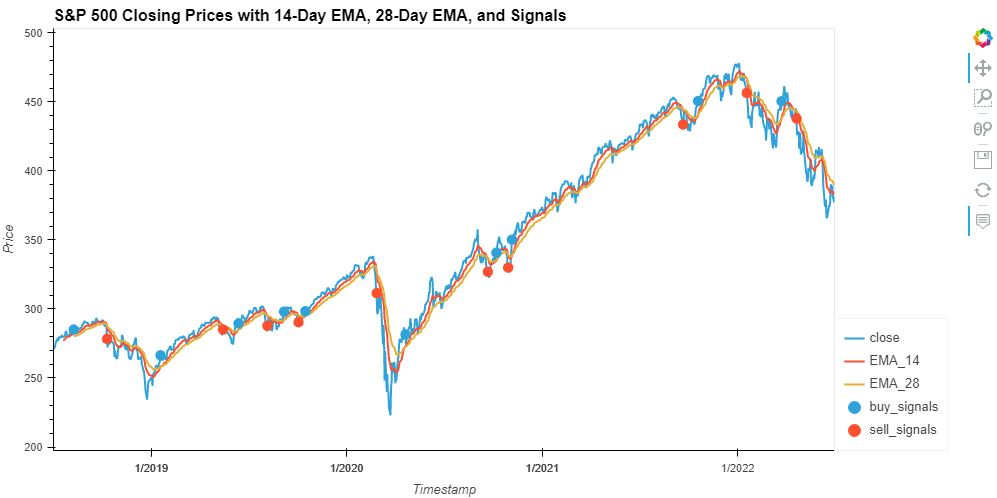 S&P 500 Closing Prices with 14-Day EMA, 28-Day EMA, and Signals
500
450
400
350
300
250
200
Price
1/2019
1/2020
1/2021
1/2022
Timestamp
close
EMA_14
EMA_28
buy_signals
sell_signals